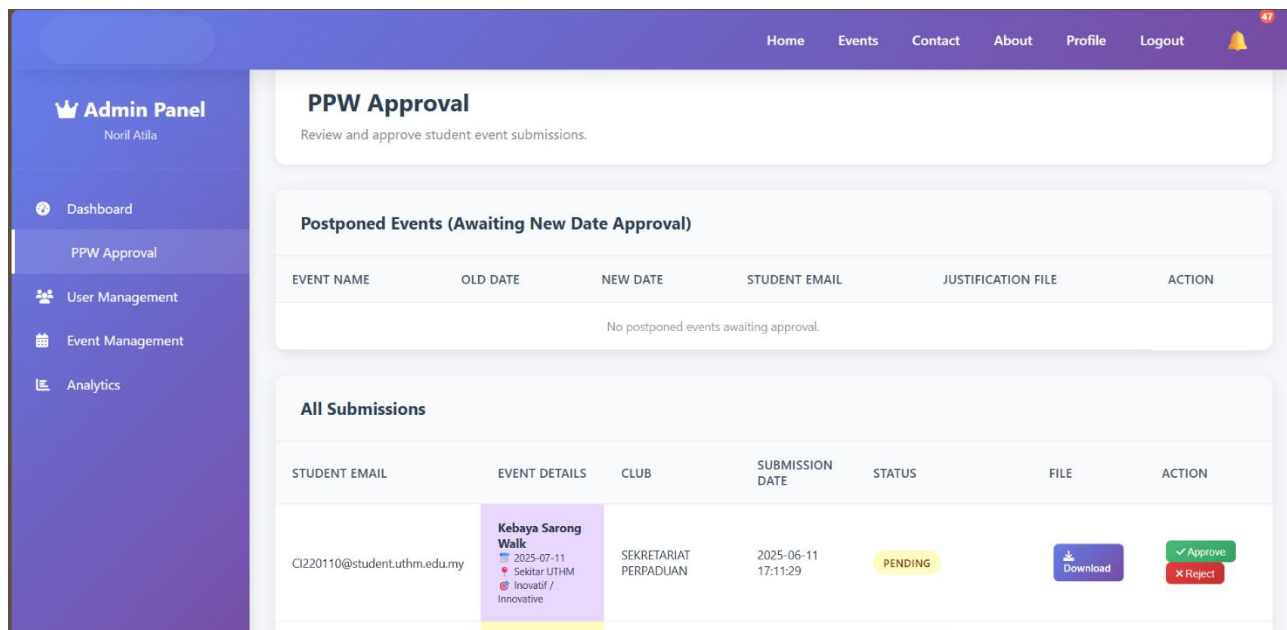 Home Events Contact About Profile Logout 47
Admin Panel
Noril Atila
Dashboard
PPW Approval
User Management
Event Management
Analytics
PPW Approval
Review and approve student event submissions.
Postponed Events (Awaiting New Date Approval)
EVENT NAME OLD DATE NEW DATE STUDENT EMAIL JUSTIFICATION FILE ACTION
No postponed events awaiting approval.
All Submissions
STUDENT EMAIL EVENT DETAILS CLUB SUBMISSION DATE STATUS FILE ACTION
CI220110@student.uthm.edu.my
Kebaya Sarong
Walk
2025-07-11
Sekitar UTHM
Inovatif /
Innovative
SEKRETARIAT
PERPADUAN
2025-06-11
17:11:29
PENDING
Download
Approve
Reject